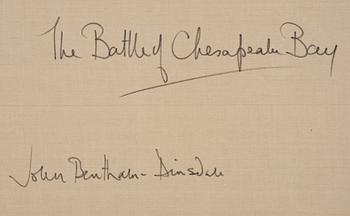 The Battle of Chesapeake Bay
John Bentham-Dinsdale